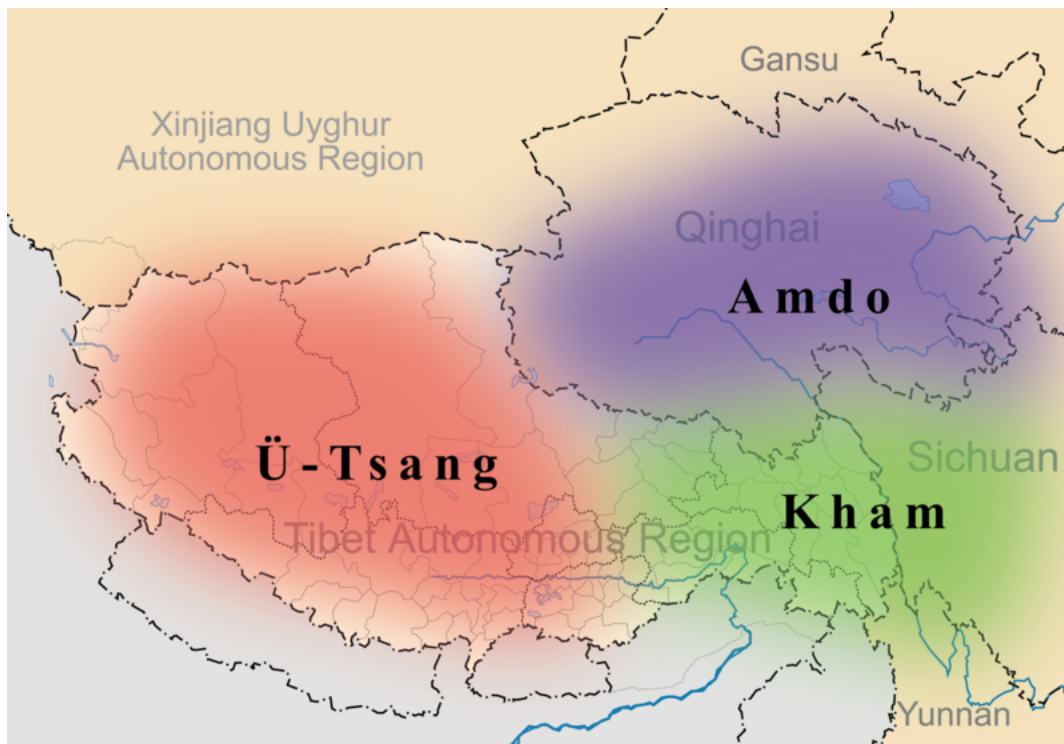 Gansu
Xinjiang Uyghur
Autonomous Region
Qinghai
Amdo
Ü-Tsang
Sichuan
Kham
Tibet Autonomous Region
Yunnan